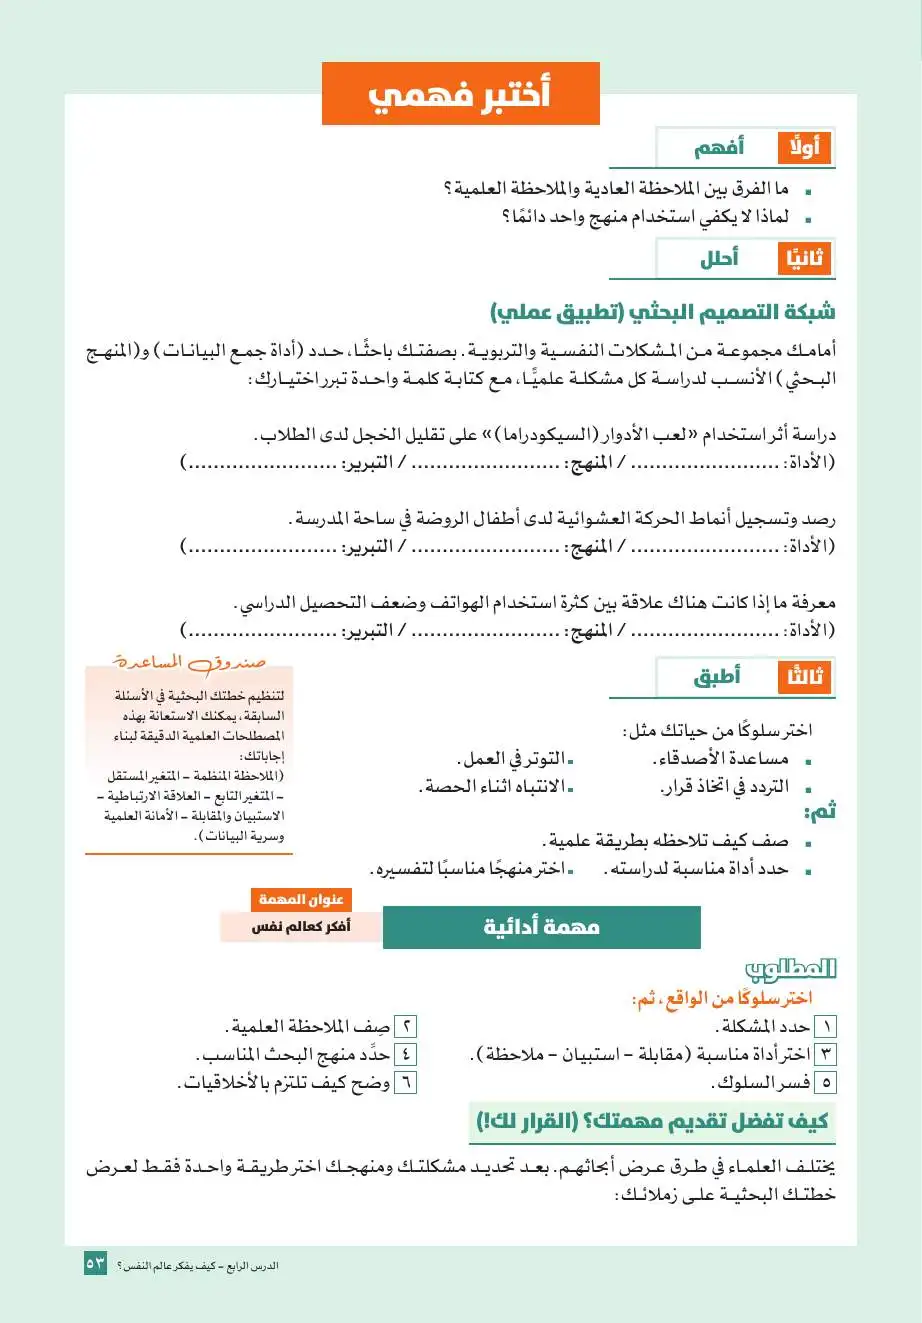 أختبر فهمي
أولًا أفهم
ما الفرق بين الملاحظة العادية والملاحظة العلمية؟
لماذا لا يكفي استخدام منهج واحد دائمًا؟
ثانيًا أحلل
شبكة التصميم البحثي (تطبيق عملي)
أمامك مجموعة من المشكلات النفسية والتربوية. بصفتك باحثًا، حدد (أداة جمع البيانات) و(المنهج
البحثي) الأنسب لدراسة كل مشكلة علميًّا، مع كتابة كلمة واحدة تبرر اختيارك:
دراسة أثر استخدام «لعب الأدوار (السيكودراما)» على تقليل الخجل لدى الطلاب.
(الأداة: ........................ / المنهج: ........................ / التبرير: ........................)
رصد وتسجيل أنماط الحركة العشوائية لدى أطفال الروضة في ساحة المدرسة.
(الأداة: ........................ / المنهج: ........................ / التبرير: ........................)
معرفة ما إذا كانت هناك علاقة بين كثرة استخدام الهواتف وضعف التحصيل الدراسي.
(الأداة: ........................ / المنهج: ........................ / التبرير: ........................)
ثالثًا أطبق
اختر سلوكًا من حياتك مثل:
مساعدة الأصدقاء. التوتر في العمل.
التردد في اتخاذ قرار. الانتباه اثناء الحصة.
ثم:
صف كيف تلاحظه بطريقة علمية.
حدد أداة مناسبة لدراسته. اختر منهجًا مناسبًا لتفسيره.
صندوق المساعدة
لتنظيم خطتك البحثية في الأسئلة
السابقة، يمكنك الاستعانة بهذه
المصطلحات العلمية الدقيقة لبناء
إجاباتك:
(الملاحظة المنظمة – المتغير المستقل
– المتغير التابع – العلاقة الارتباطية –
الاستبيان والمقابلة – الأمانة العلمية
وسرية البيانات).
مهمة أدائية
عنوان المهمة
أفكر كعالم نفس
المطلوب
اختر سلوكًا من الواقع، ثم:
١ حدد المشكلة. ٢ صِف الملاحظة العلمية.
٣ اختر أداة مناسبة (مقابلة – استبيان – ملاحظة). ٤ حدِّد منهج البحث المناسب.
٥ فسر السلوك. ٦ وضح كيف تلتزم بالأخلاقيات.
كيف تفضل تقديم مهمتك؟ (القرار لك!)
يختلف العلماء في طرق عرض أبحاثهم. بعد تحديد مشكلتك ومنهجك اختر طريقة واحدة فقط لعرض
خطتك البحثية على زملائك:
الدرس الرابع – كيف يفكر عالم النفس؟ ٥٣